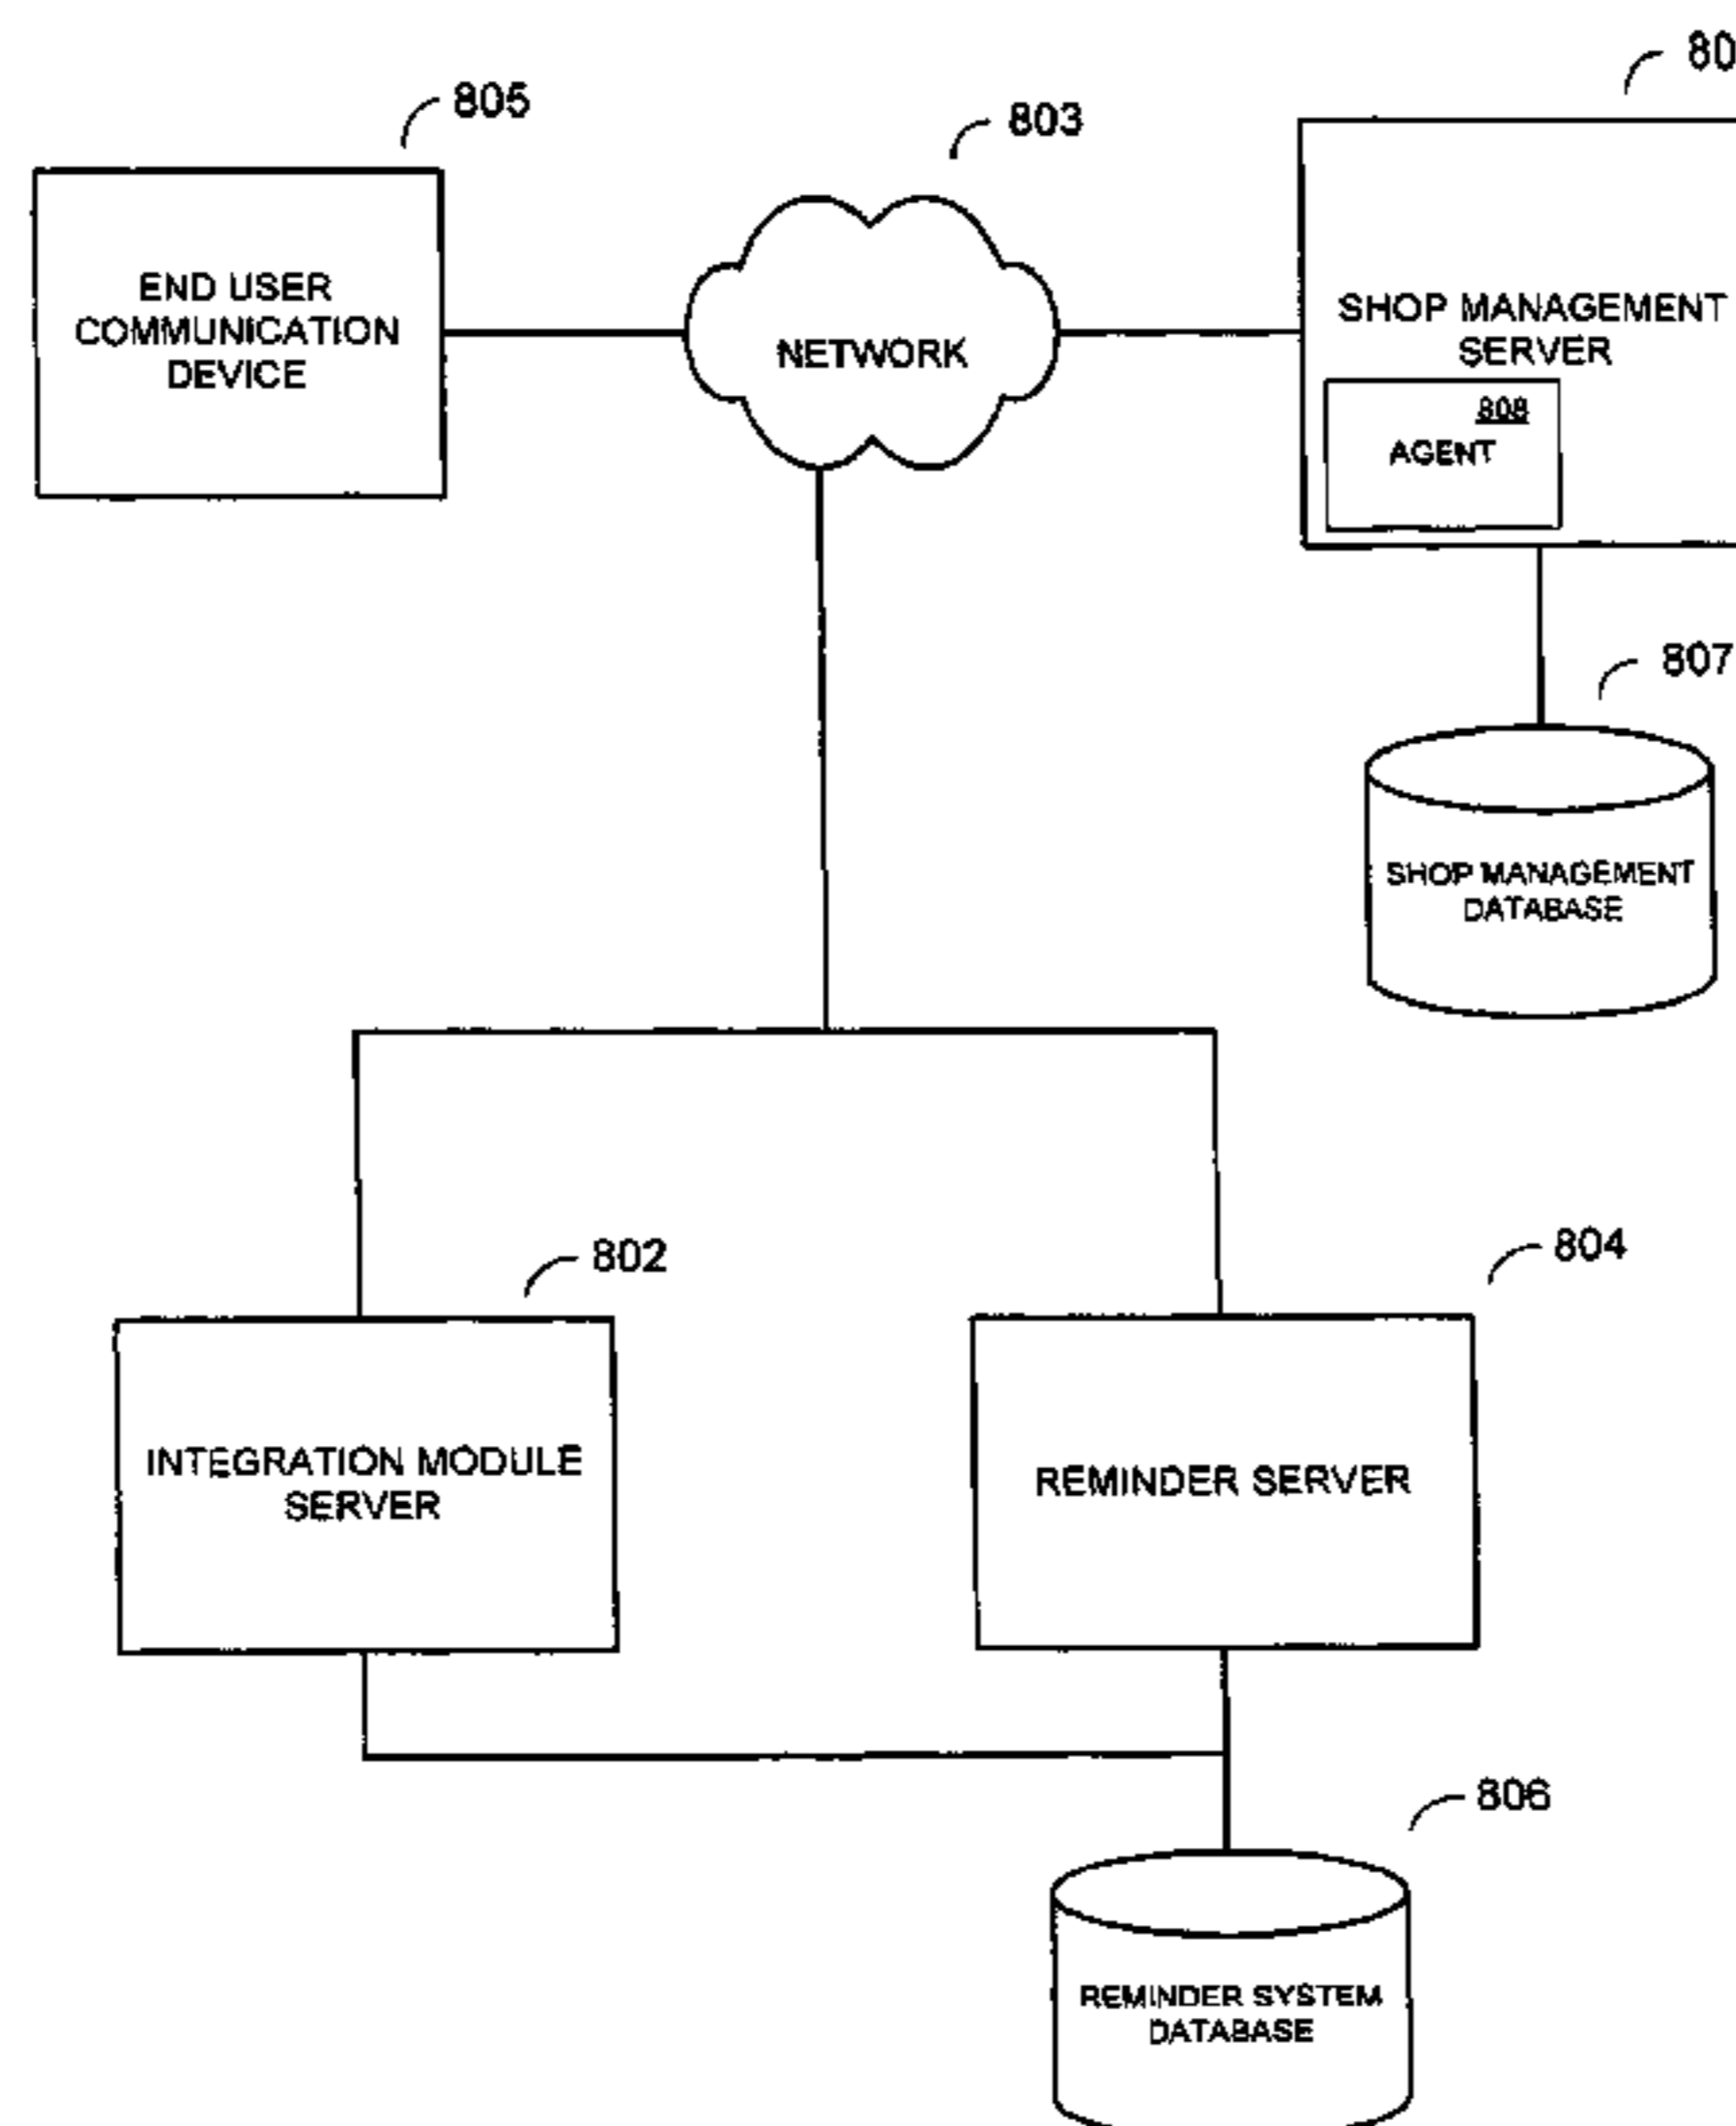 805
803
80
END USER
COMMUNICATION
DEVICE
NETWORK
SHOP MANAGEMENT
SERVER
808
AGENT
807
SHOP MANAGEMENT
DATABASE
802
804
INTEGRATION MODULE
SERVER
REMINDER SERVER
806
REMINDER SYSTEM
DATABASE